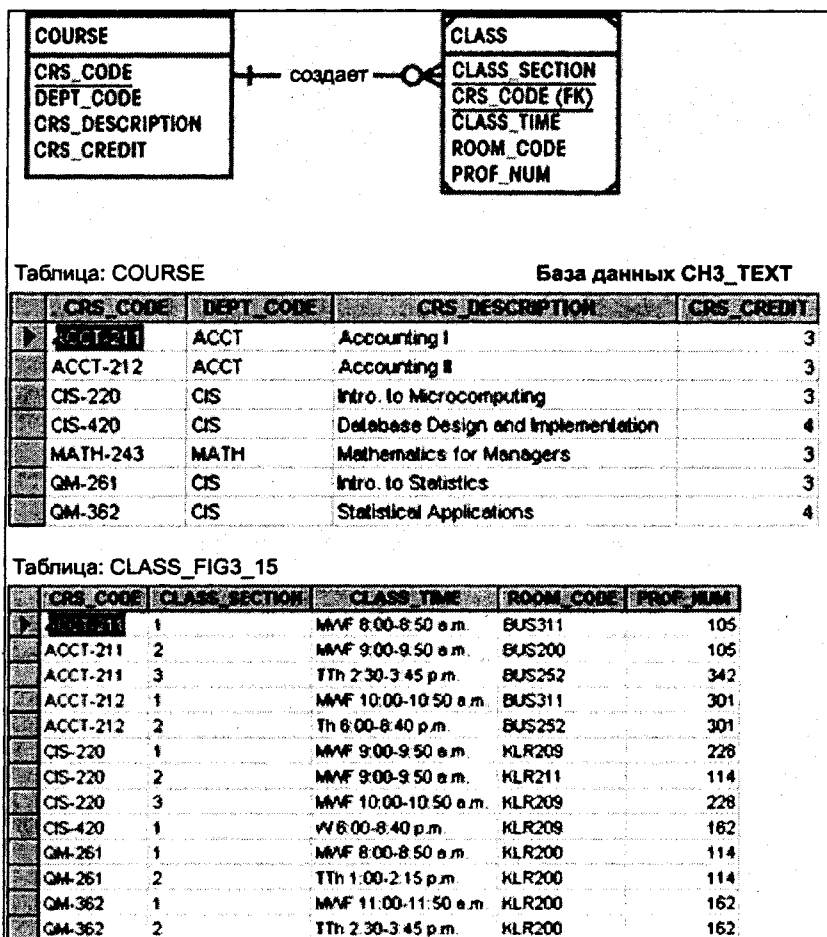 COURSE
CRS_CODE
DEPT_CODE
CRS_DESCRIPTION
CRS_CREDIT
создает
CLASS
CLASS_SECTION
CRS_CODE (FK)
CLASS_TIME
ROOM_CODE
PROF_NUM
Таблица: COURSE База данных CH3_TEXT
CRS_CODE DEPT_CODE CRS_DESCRIPTION CRS_CREDIT
ACCT-211 ACCT Accounting I 3
ACCT-212 ACCT Accounting II 3
CIS-220 CIS Intro. to Microcomputing 3
CIS-420 CIS Database Design and Implementation 4
MATH-243 MATH Mathematics for Managers 3
QM-261 CIS Intro. to Statistics 3
QM-362 CIS Statistical Applications 4
Таблица: CLASS_FIG3_15
CRS_CODE CLASS_SECTION CLASS_TIME ROOM_CODE PROF_NUM
1 MWF 8:00-8:50 a.m. BUS311 105
ACCT-211 2 MWF 9:00-9:50 a.m. BUS200 105
ACCT-211 3 TTh 2:30-3:45 p.m. BUS252 342
ACCT-212 1 MWF 10:00-10:50 a.m. BUS311 301
ACCT-212 2 Th 6:00-8:40 p.m. BUS252 301
CIS-220 1 MWF 9:00-9:50 a.m. KLR209 228
CIS-220 2 MWF 9:00-9:50 a.m. KLR211 114
CIS-220 3 MWF 10:00-10:50 a.m. KLR209 228
CIS-420 1 W 6:00-8:40 p.m. KLR209 162
QM-261 1 MWF 8:00-8:50 a.m. KLR200 114
QM-261 2 TTh 1:00-2:15 p.m. KLR200 114
QM-362 1 MWF 11:00-11:50 a.m. KLR200 162
QM-362 2 TTh 2:30-3:45 p.m. KLR200 162